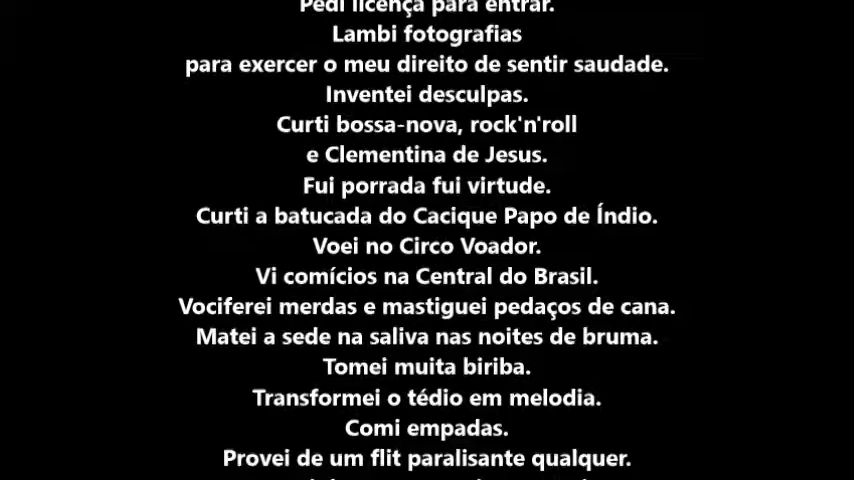 Pedi licença para entrar.
Lambi fotografias
para exercer o meu direito de sentir saudade.
Inventei desculpas.
Curti bossa-nova, rock'n'roll
e Clementina de Jesus.
Fui porrada fui virtude.
Curti a batucada do Cacique Papo de Índio.
Voei no Circo Voador.
Vi comícios na Central do Brasil.
Vociferei merdas e mastiguei pedaços de cana.
Matei a sede na saliva nas noites de bruma.
Tomei muita biriba.
Transformei o tédio em melodia.
Comi empadas.
Provei de um flit paralisante qualquer.